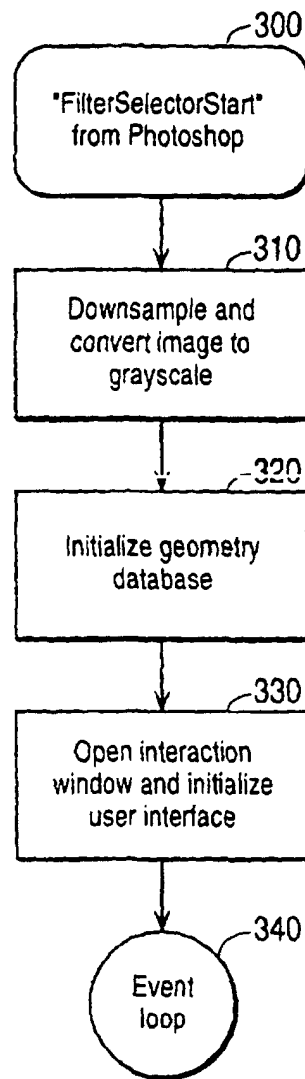 300
"FilterSelectorStart"
from Photoshop
310
Downsample and
convert image to
grayscale
320
Initialize geometry
database
330
Open interaction
window and initialize
user interface
340
Event
loop